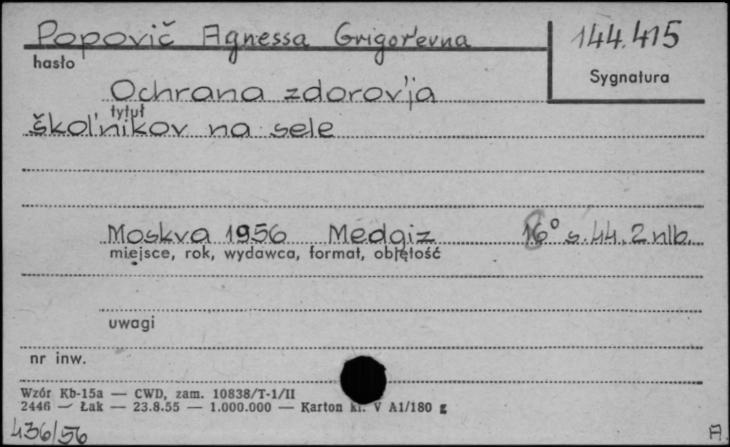 Popovič Agnessa Grigor'evna
144.415
hasło
Sygnatura
Ochrana zdorov'ja
tytuł
škol'nikov na sele
Moskva 1956 Medgiz 16° s.44.2 nlb.
miejsce, rok, wydawca, format, objętość
uwagi
nr inw.
Wzór Kb-15a — CWD, zam. 10838/T-1/II
2446 — Łak — 23.8.55 — 1.000.000 — Karton kl. V A1/180 g
436/56
A